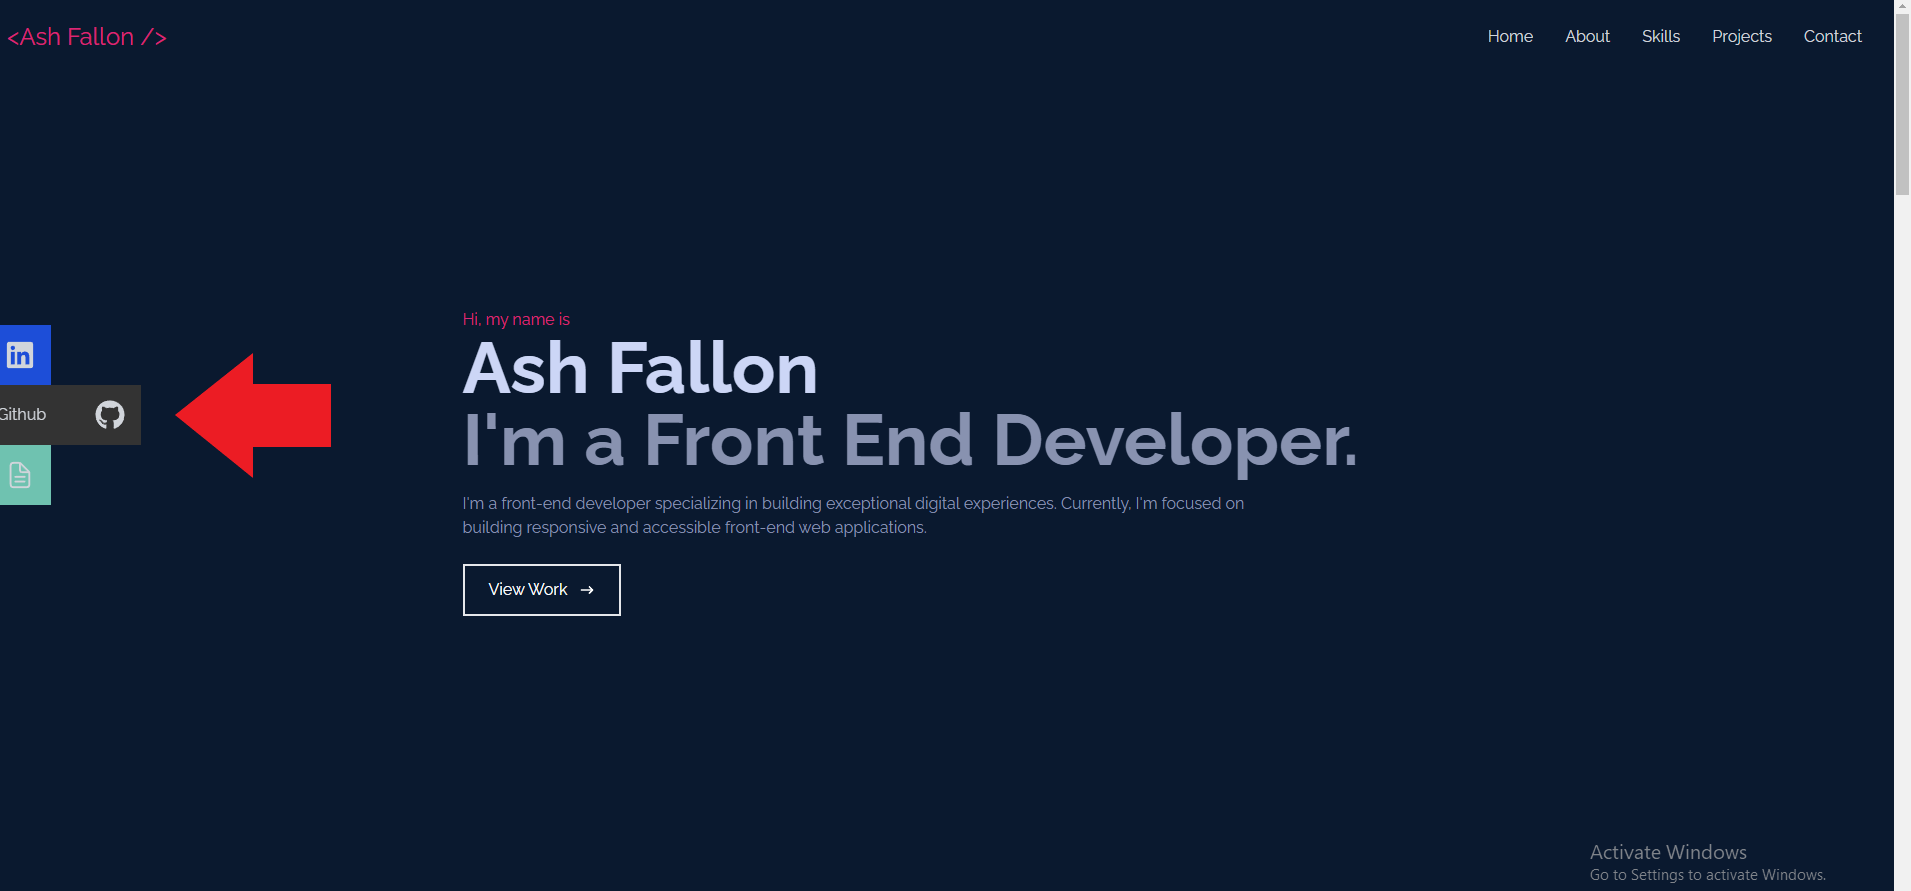 <Ash Fallon />
Home About Skills Projects Contact
in
Github
Hi, my name is
Ash Fallon
I'm a Front End Developer.
I'm a front-end developer specializing in building exceptional digital experiences. Currently, I'm focused on
building responsive and accessible front-end web applications.
View Work →
Activate Windows
Go to Settings to activate Windows.